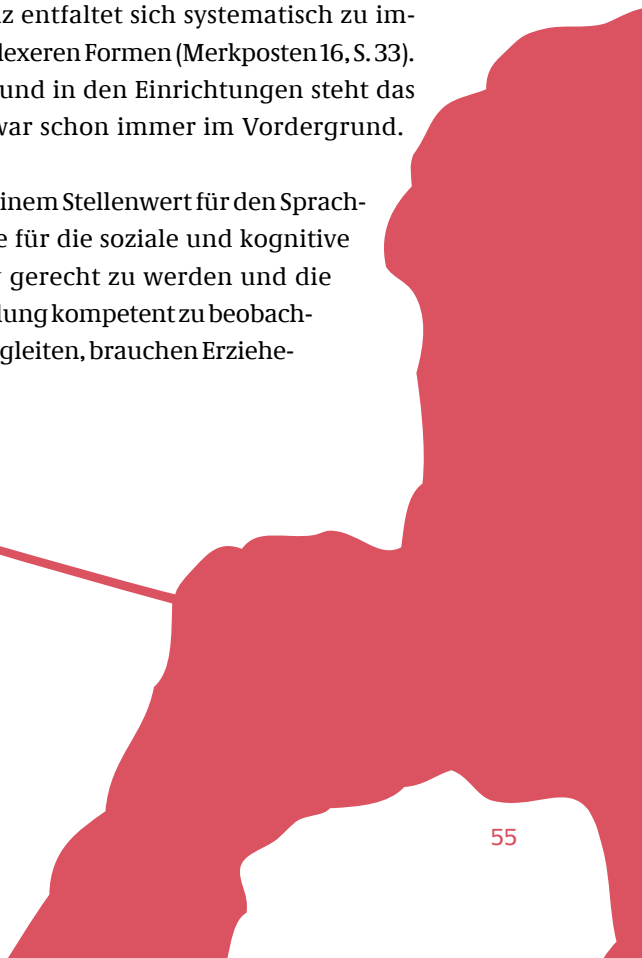 z entfaltet sich systematisch zu im-
lexeren Formen (Merkposten 16, S. 33).
und in den Einrichtungen steht das
war schon immer im Vordergrund.
inem Stellenwert für den Sprach-
e für die soziale und kognitive
gerecht zu werden und die
lung kompetent zu beobach-
gleiten, brauchen Erziehe-
55